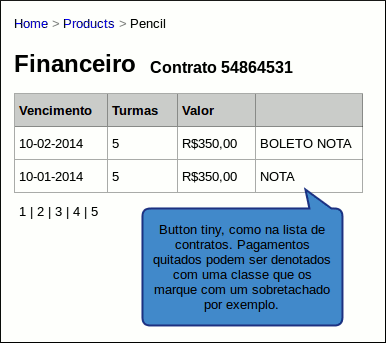 Home > Products > Pencil
Financeiro Contrato 54864531
Vencimento Turmas Valor
10-02-2014 5 R$350,00 BOLETO NOTA
10-01-2014 5 R$350,00 NOTA
1 | 2 | 3 | 4 | 5
Button tiny, como na lista de
contratos. Pagamentos
quitados podem ser denotados
com uma classe que os
marque com um sobretachado
por exemplo.